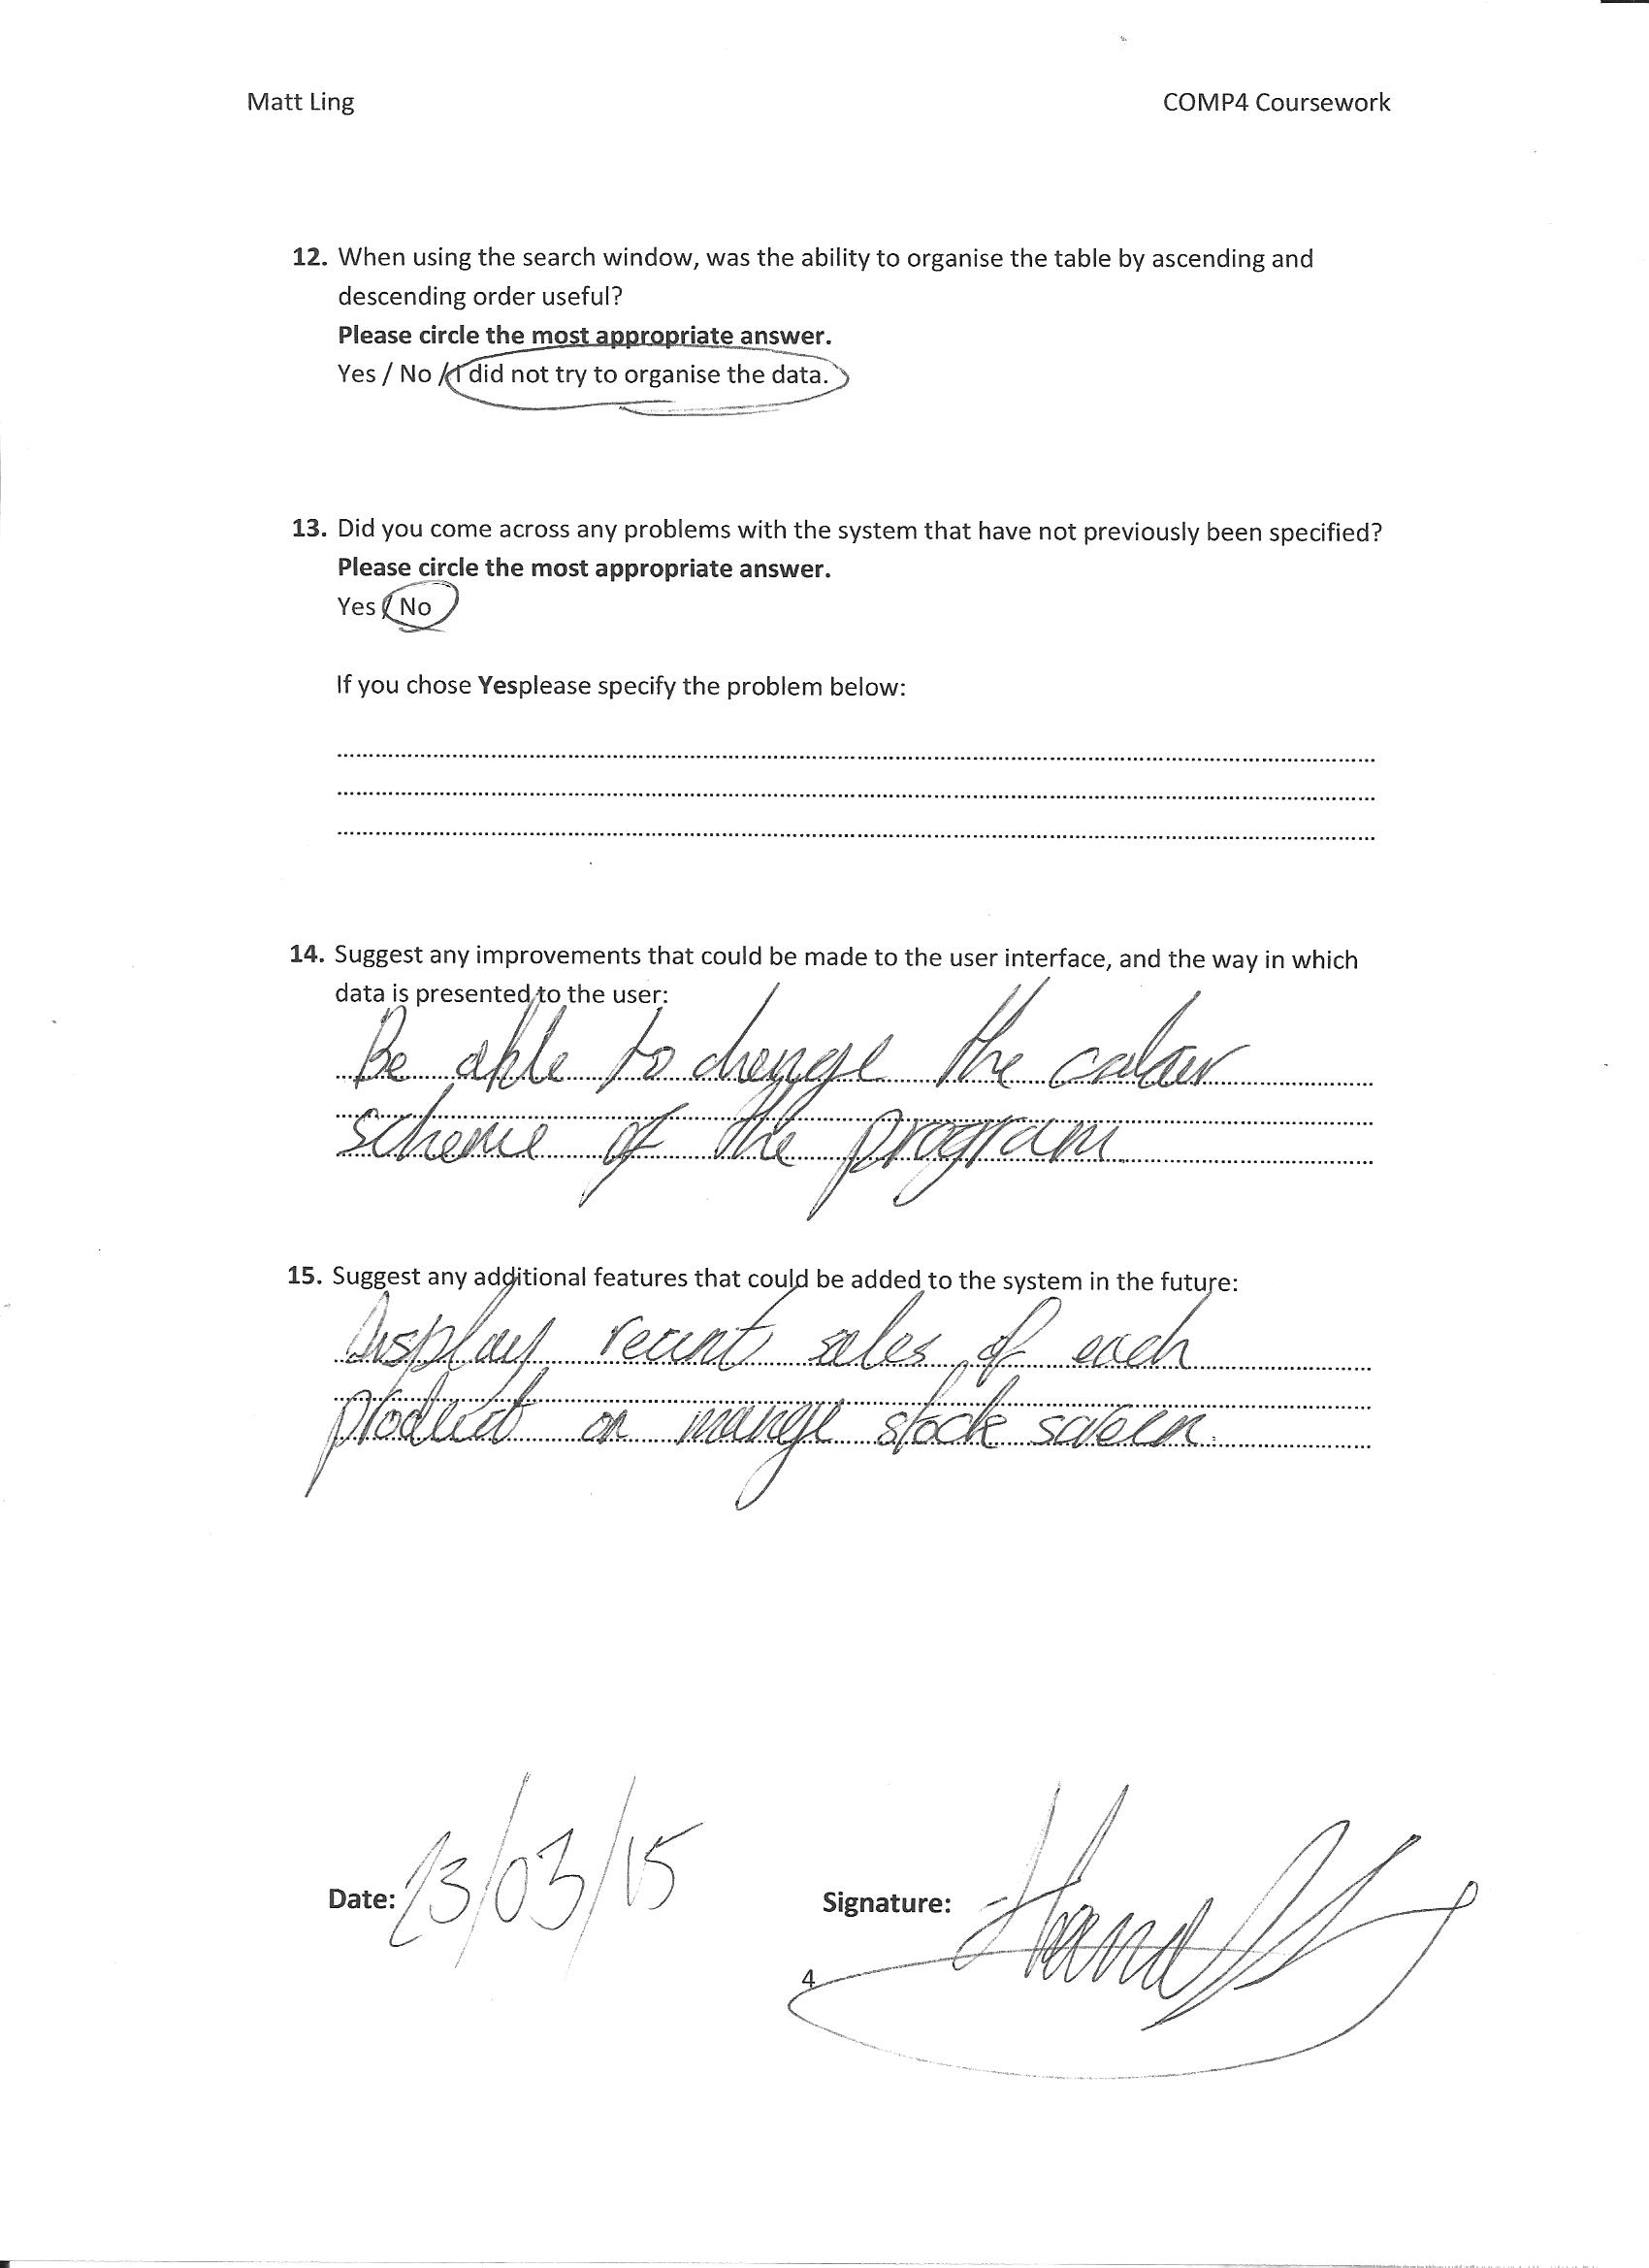 Matt Ling COMP4 Coursework
12. When using the search window, was the ability to organise the table by ascending and
descending order useful?
Please circle the most appropriate answer.
Yes / No / I did not try to organise the data.
13. Did you come across any problems with the system that have not previously been specified?
Please circle the most appropriate answer.
Yes / No
If you chose Yesplease specify the problem below:
14. Suggest any improvements that could be made to the user interface, and the way in which
data is presented to the user:
Be able to change the colour
scheme of the program
15. Suggest any additional features that could be added to the system in the future:
Display recent sales of each
product on mange stock screen.
Date: 23/03/15 Signature:
4